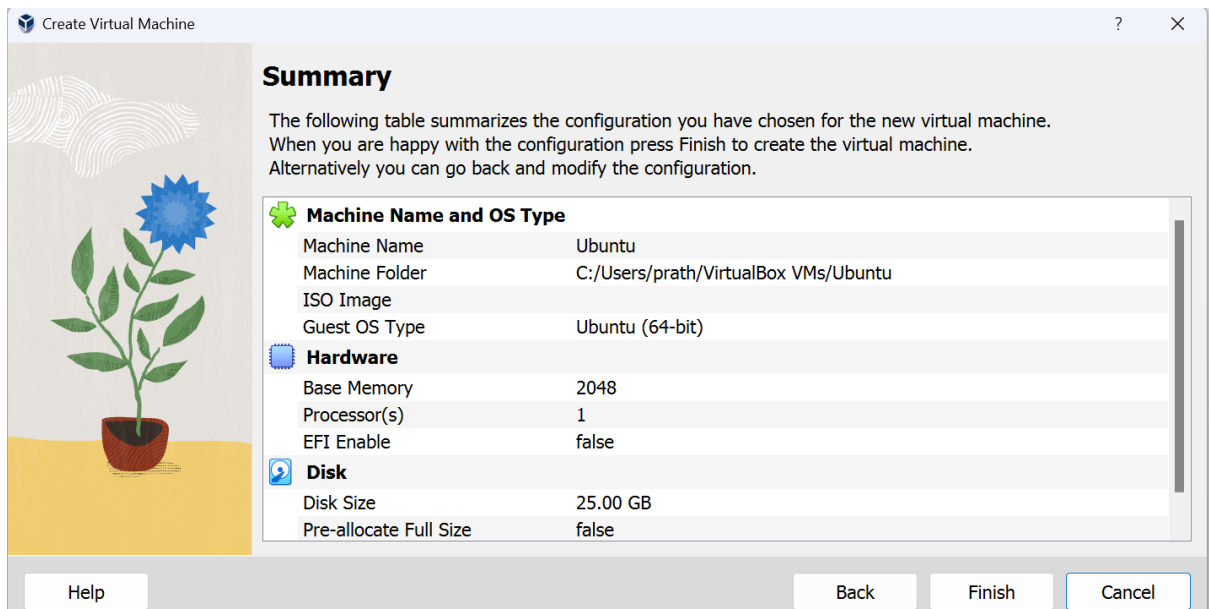 Create Virtual Machine ?
Summary
The following table summarizes the configuration you have chosen for the new virtual machine.
When you are happy with the configuration press Finish to create the virtual machine.
Alternatively you can go back and modify the configuration.
Machine Name and OS Type
Machine Name Ubuntu
Machine Folder C:/Users/prath/VirtualBox VMs/Ubuntu
ISO Image
Guest OS Type Ubuntu (64-bit)
Hardware
Base Memory 2048
Processor(s) 1
EFI Enable false
Disk
Disk Size 25.00 GB
Pre-allocate Full Size false
Help Back Finish Cancel